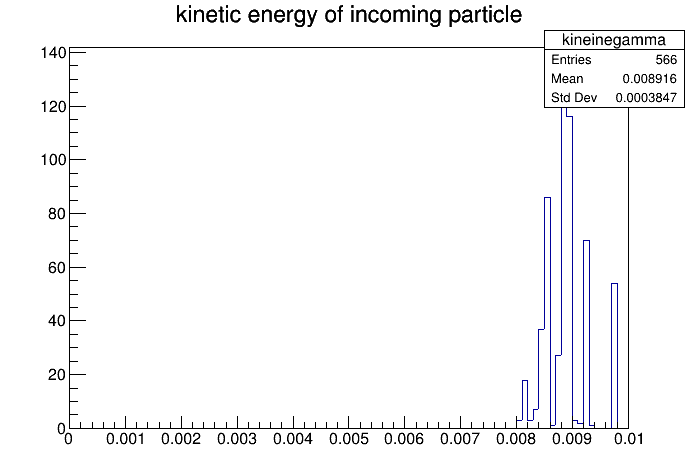 kinetic energy of incoming particle
kineinegamma
Entries 566
Mean 0.008916
Std Dev 0.0003847
140
120
100
80
60
40
20
0
0 0.001 0.002 0.003 0.004 0.005 0.006 0.007 0.008 0.009 0.01